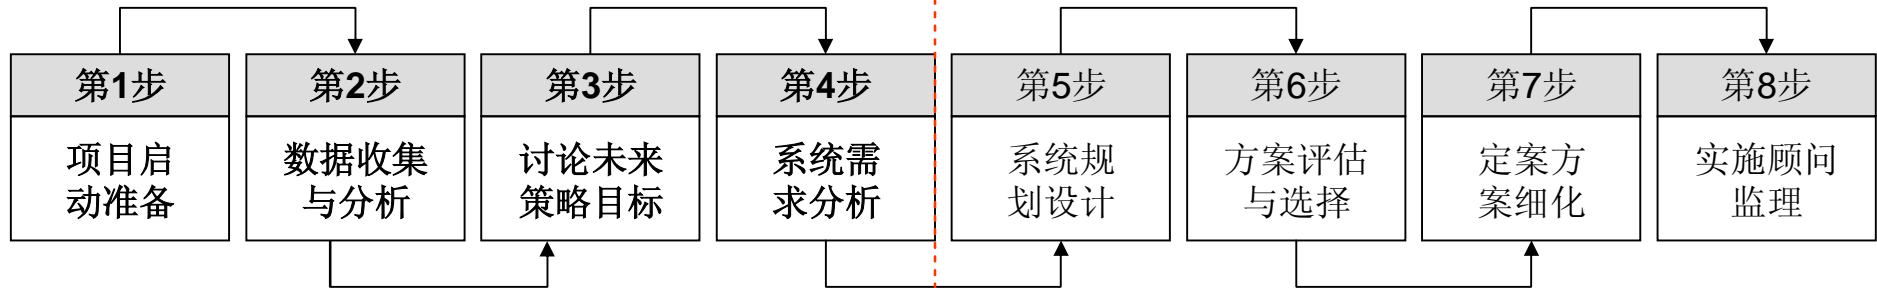 第1步
项目启
动准备
第2步
数据收集
与分析
第3步
讨论未来
策略目标
第4步
系统需
求分析
第5步
系统规
划设计
第6步
方案评估
与选择
第7步
定案方
案细化
第8步
实施顾问
监理